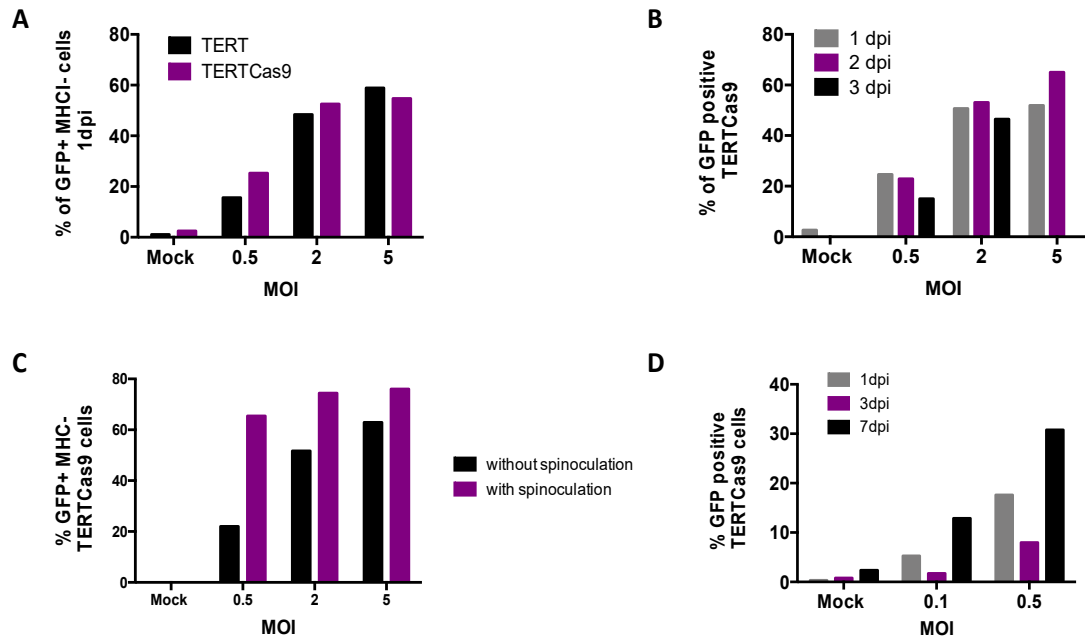 A
% of GFP+ MHCI- cells
1dpi
80
60
40
20
0
TERT
TERTCas9
Mock 0.5 2 5
MOI
B
% of GFP positive
TERTCas9
80
60
40
20
0
1 dpi
2 dpi
3 dpi
Mock 0.5 2 5
MOI
C
% GFP+ MHC-
TERTCas9 cells
80
60
40
20
0
Mock 0.5 2 5
MOI
without spinoculation
with spinoculation
D
% GFP positive
TERTCas9 cells
40
30
20
10
0
1dpi
3dpi
7dpi
Mock 0.1 0.5
MOI